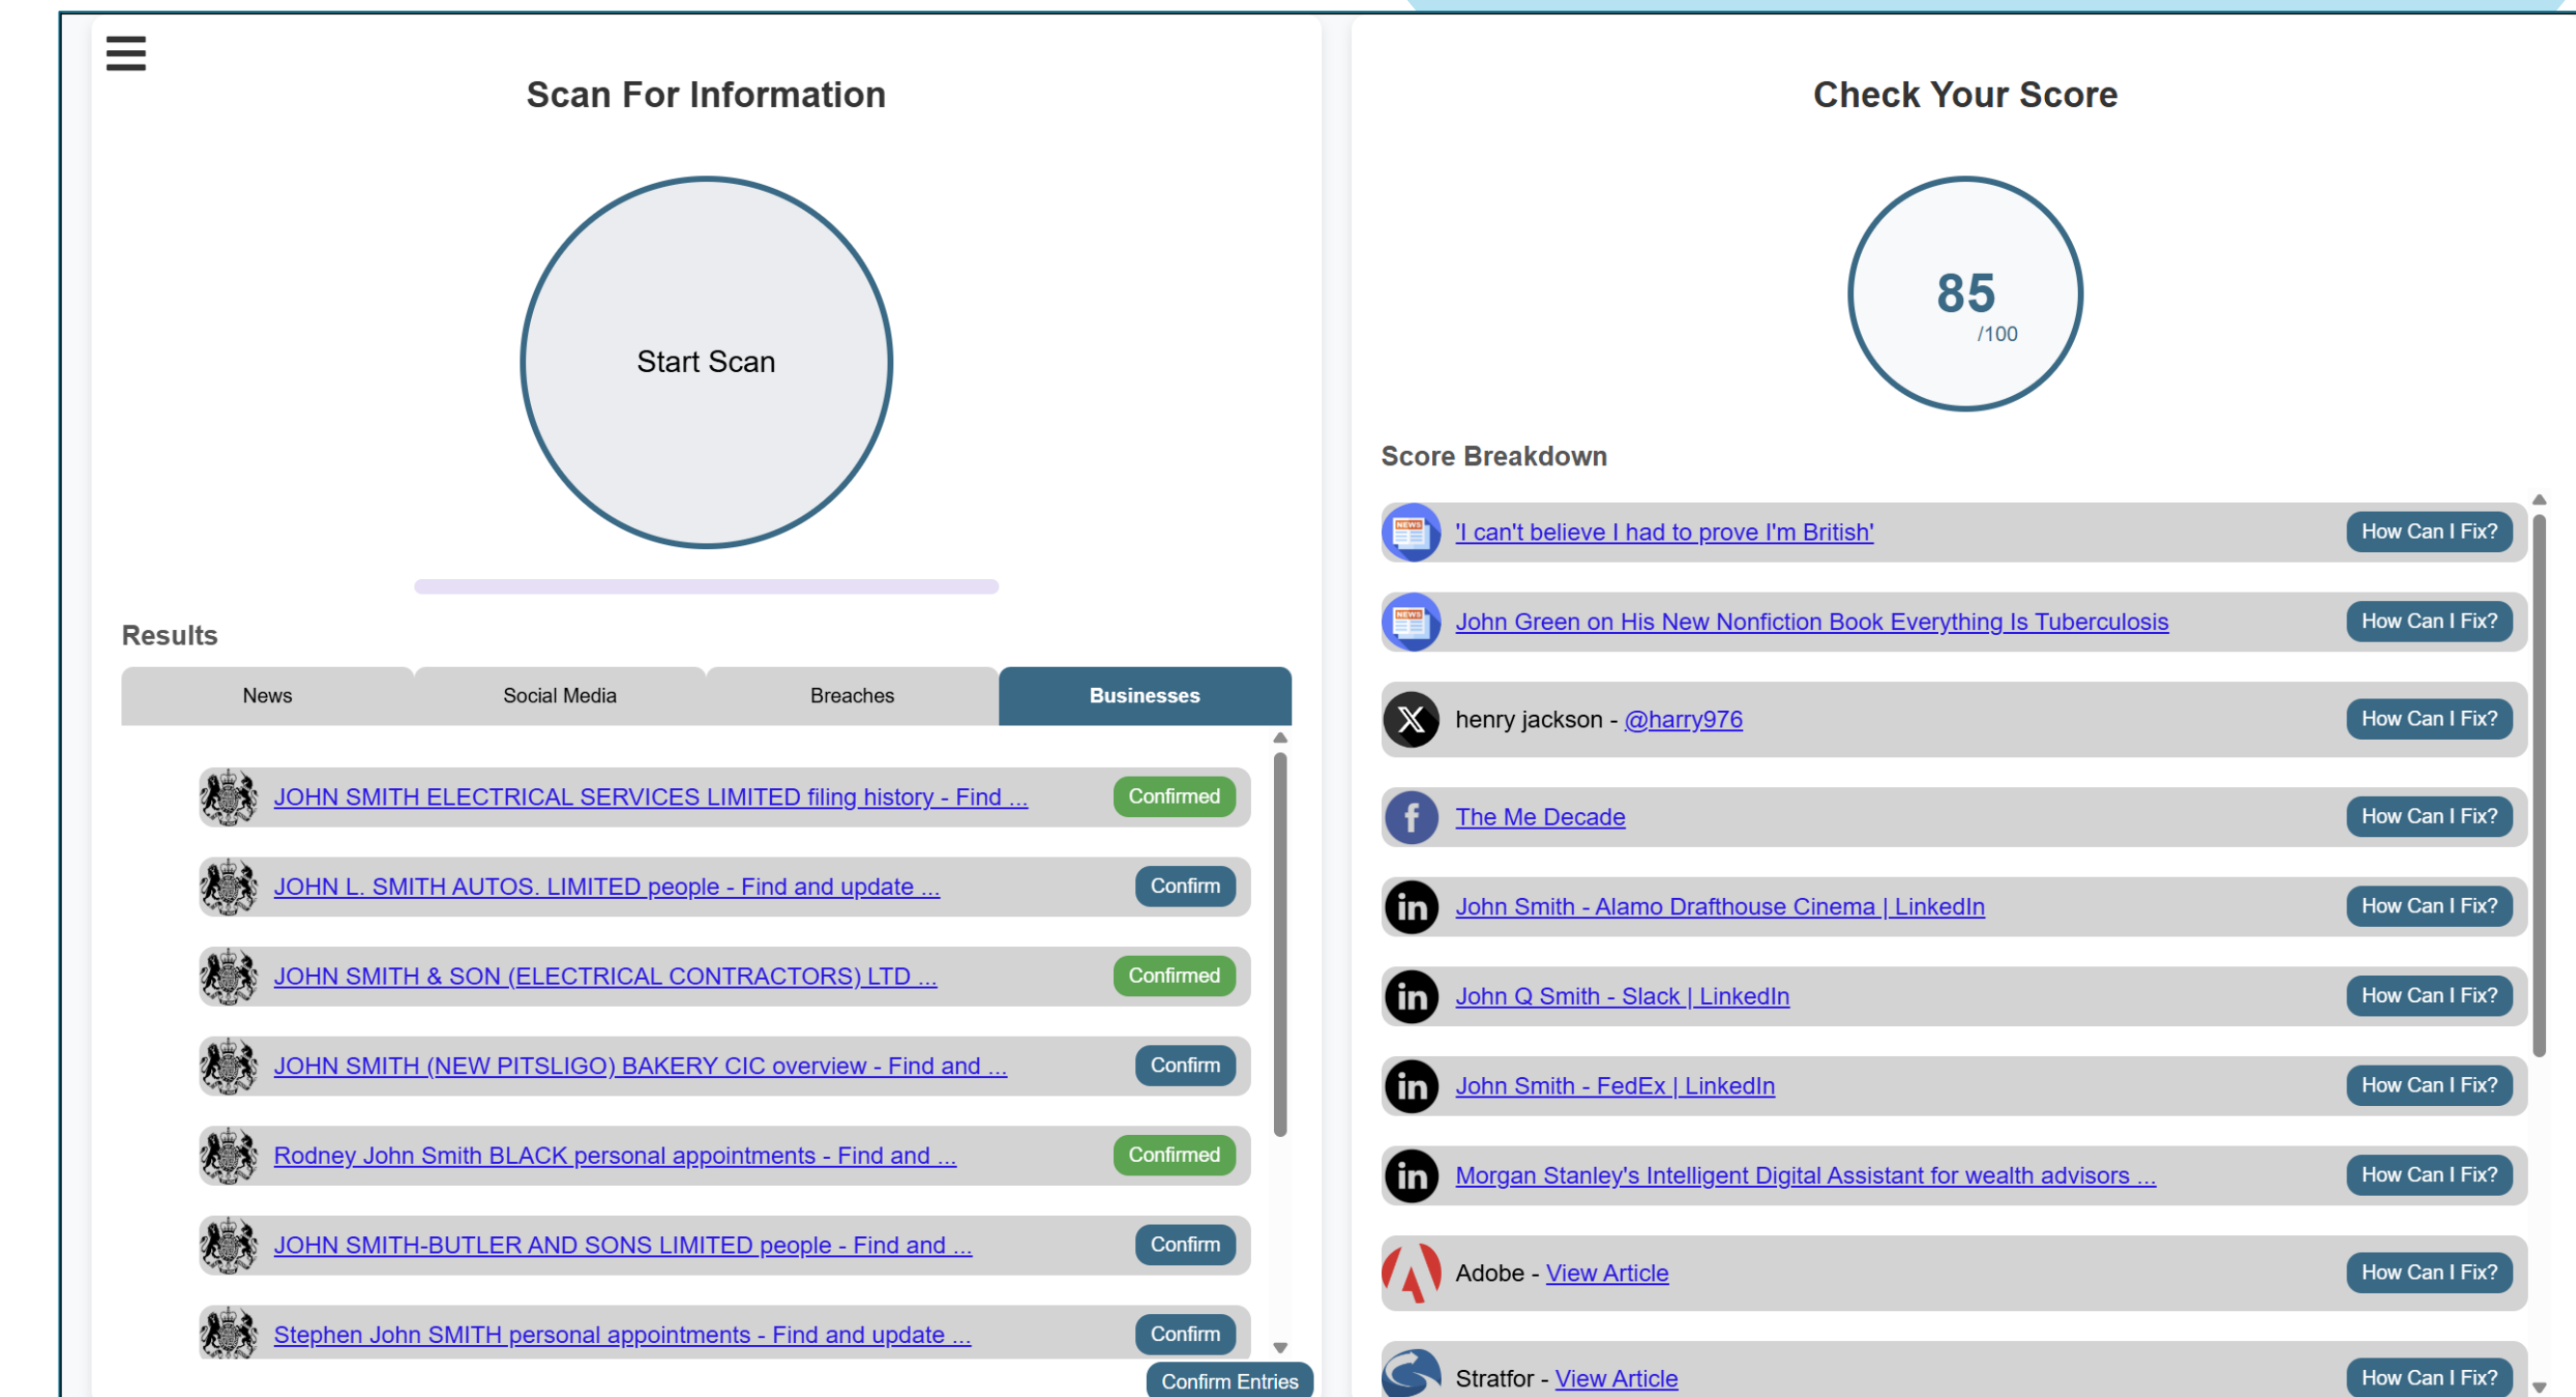 Scan For Information
Start Scan
Results
News
Social Media
Breaches
Businesses
JOHN SMITH ELECTRICAL SERVICES LIMITED filing history - Find ...
Confirmed
JOHN L. SMITH AUTOS. LIMITED people - Find and update ...
Confirm
JOHN SMITH & SON (ELECTRICAL CONTRACTORS) LTD ...
Confirmed
JOHN SMITH (NEW PITSLIGO) BAKERY CIC overview - Find and ...
Confirm
Rodney John Smith BLACK personal appointments - Find and ...
Confirmed
JOHN SMITH-BUTLER AND SONS LIMITED people - Find and ...
Confirm
Stephen John SMITH personal appointments - Find and update ...
Confirm
Confirm Entries
Check Your Score
85
/100
Score Breakdown
NEWS
'I can't believe I had to prove I'm British'
How Can I Fix?
NEWS
John Green on His New Nonfiction Book Everything Is Tuberculosis
How Can I Fix?
henry jackson - @harry976
How Can I Fix?
The Me Decade
How Can I Fix?
in
John Smith - Alamo Drafthouse Cinema | LinkedIn
How Can I Fix?
in
John Q Smith - Slack | LinkedIn
How Can I Fix?
in
John Smith - FedEx | LinkedIn
How Can I Fix?
in
Morgan Stanley's Intelligent Digital Assistant for wealth advisors ...
How Can I Fix?
Adobe - View Article
How Can I Fix?
Stratfor - View Article
How Can I Fix?